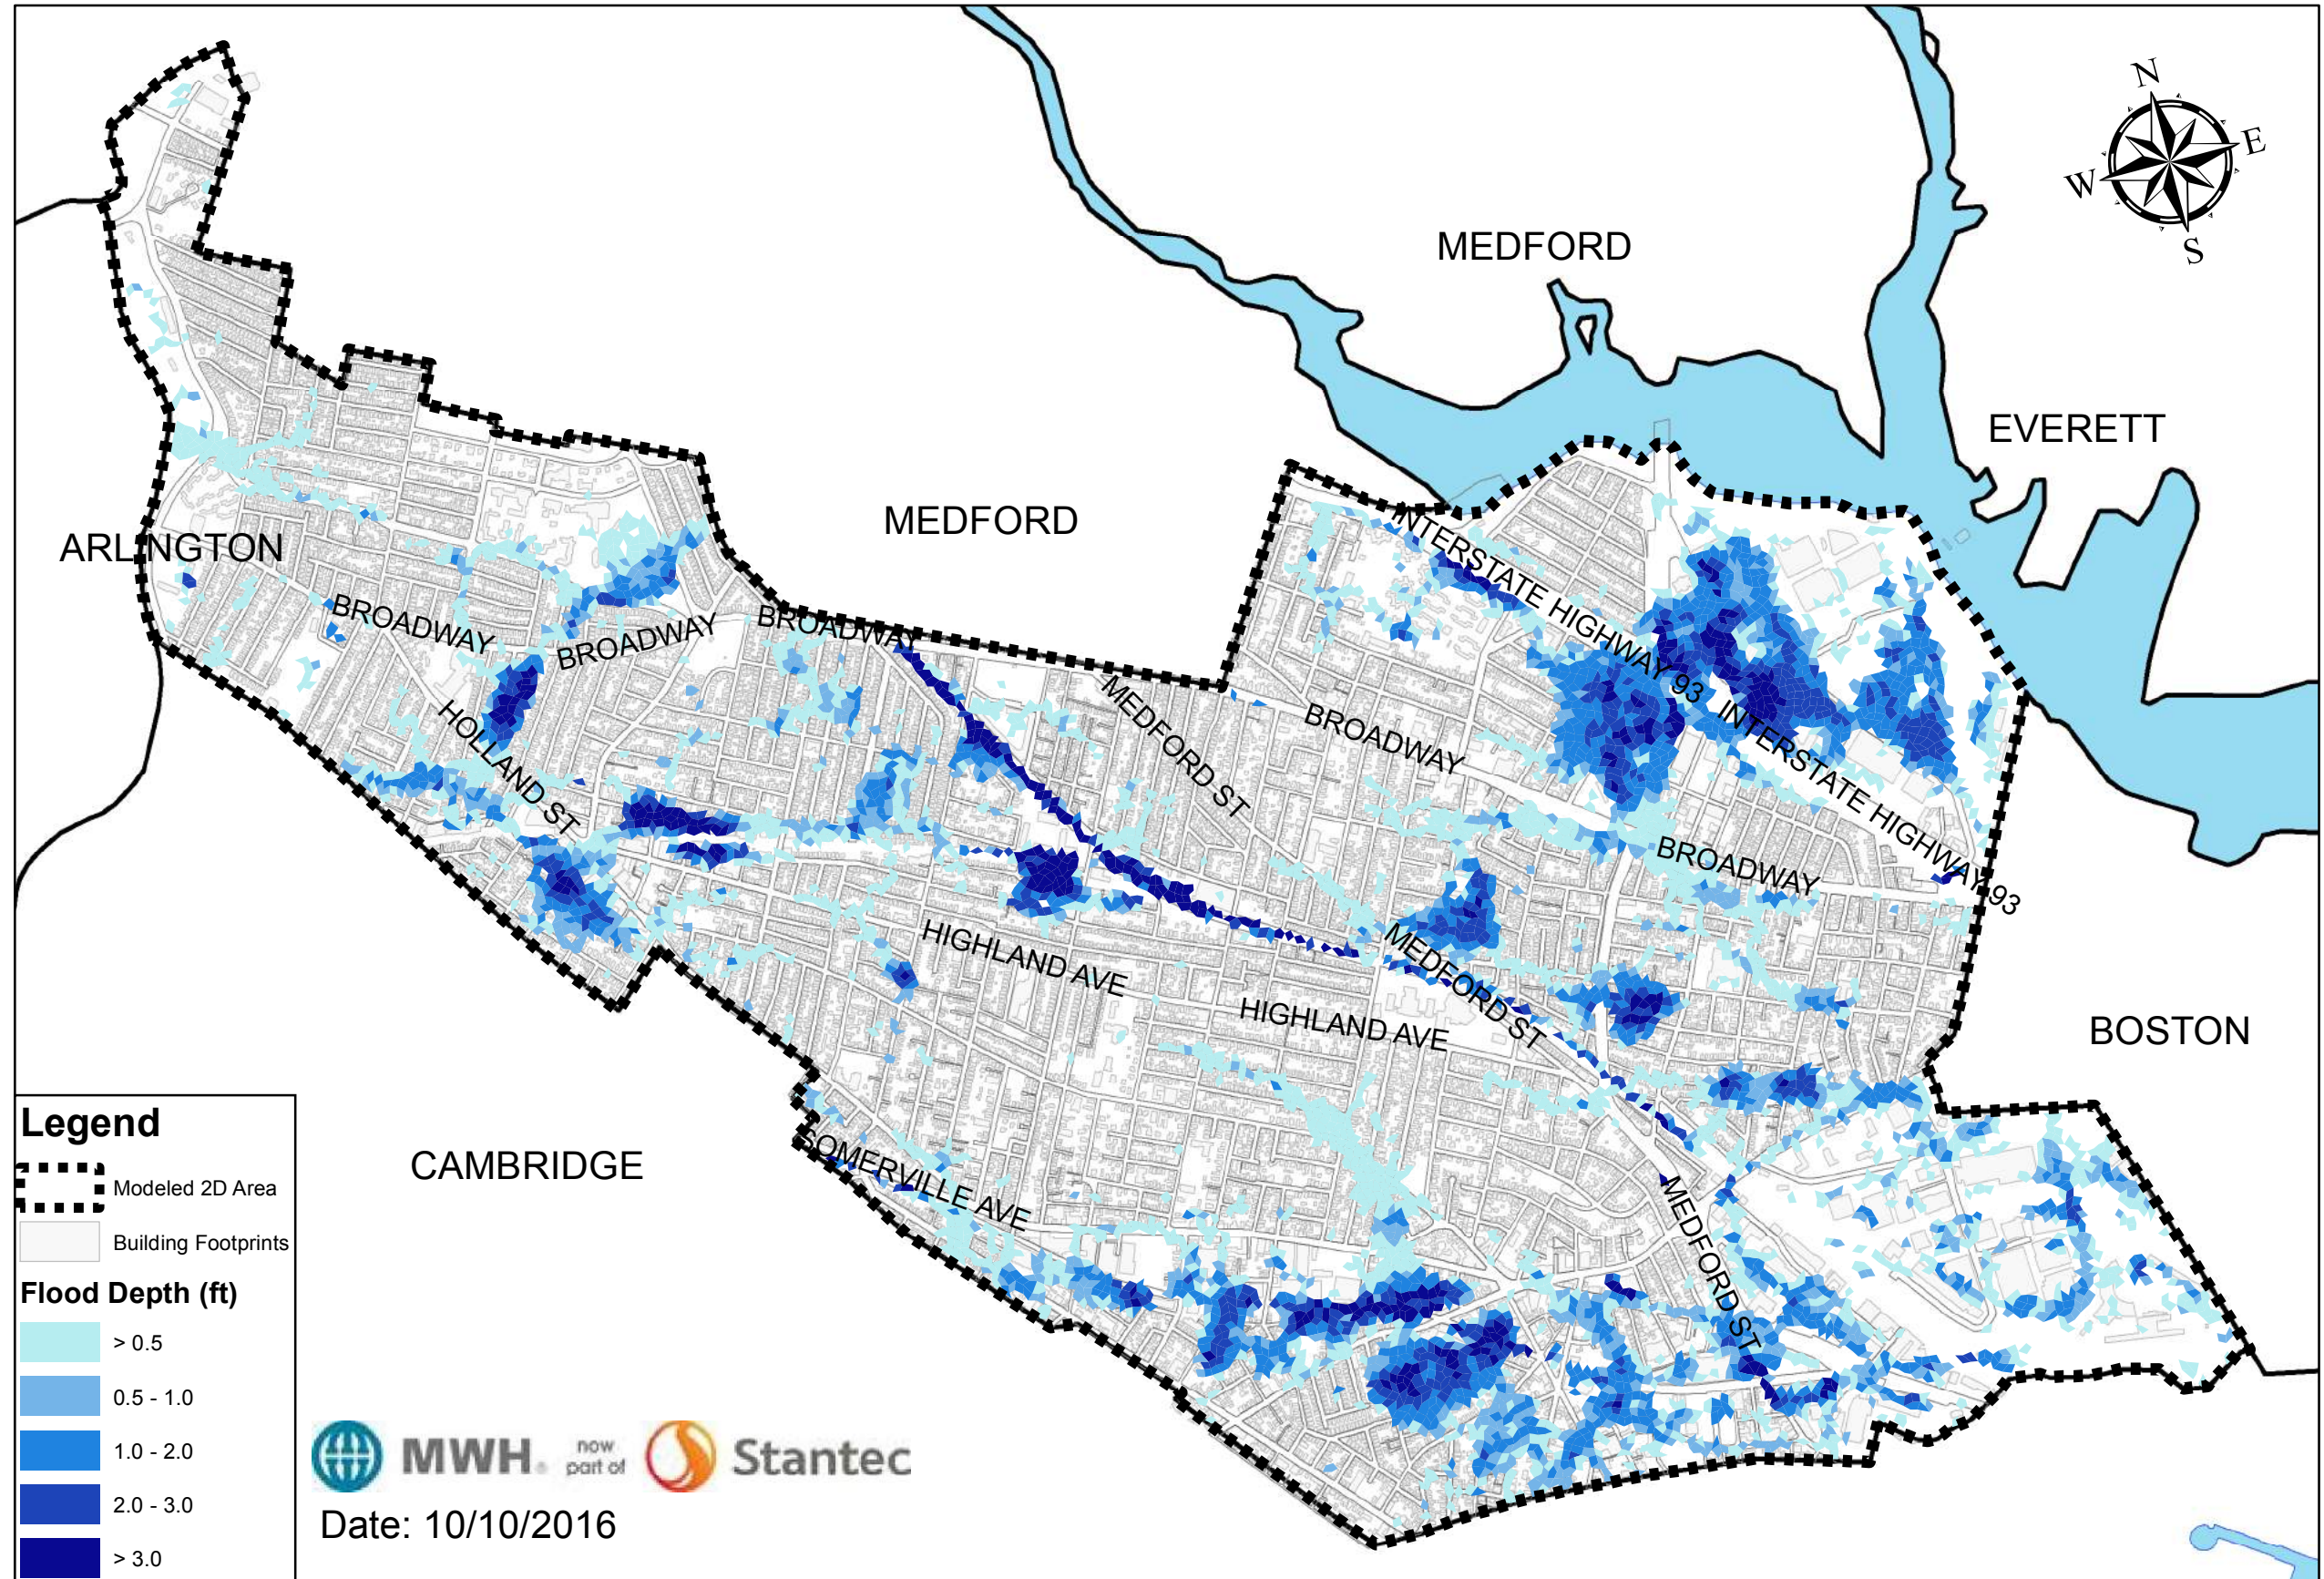 N
E
W
S
MEDFORD
EVERETT
MEDFORD
ARLINGTON
INTERSTATE HIGHWAY 93
BROADWAY
BROADWAY
BROADWAY
MEDFORD ST
BROADWAY
INTERSTATE HIGHWAY 93
HOLLAND ST
BROADWAY
HIGHLAND AVE
MEDFORD ST
HIGHLAND AVE
BOSTON
CAMBRIDGE
SOMERVILLE AVE
MEDFORD ST
Legend
Modeled 2D Area
Building Footprints
Flood Depth (ft)
> 0.5
0.5 - 1.0
1.0 - 2.0
2.0 - 3.0
> 3.0
MWH® now part of Stantec
Date: 10/10/2016